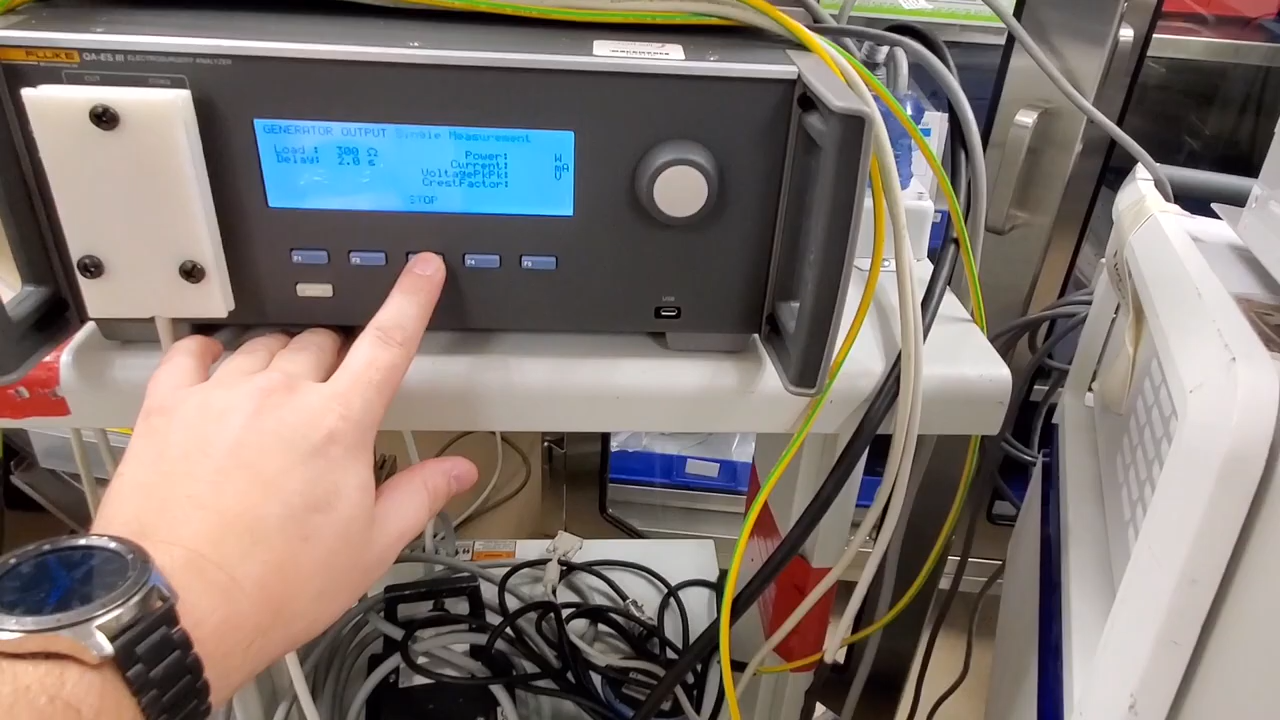 FLUKE QA-ES III ELECTROSURGERY ANALYZER
GENERATOR OUTPUT Single Measurement
Load : 300 Ω
Delay: 2.0 s
Power: W
Current: mA
VoltagePkPk: V
CrestFactor:
STOP
F1
F2
F4
F5
USB